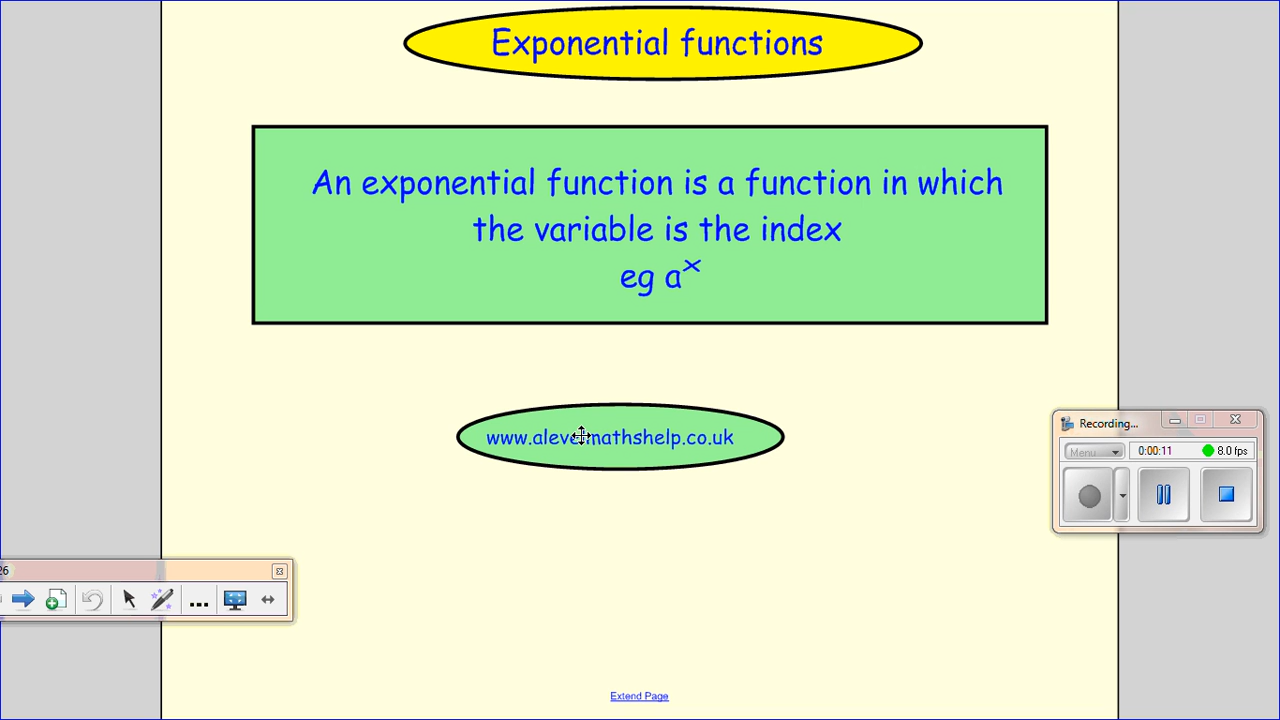 Exponential functions
An exponential function is a function in which
the variable is the index
eg aˣ
www.alevelmathshelp.co.uk
Recording...
Menu
0:00:11
8.0 fps
26
...
Extend Page